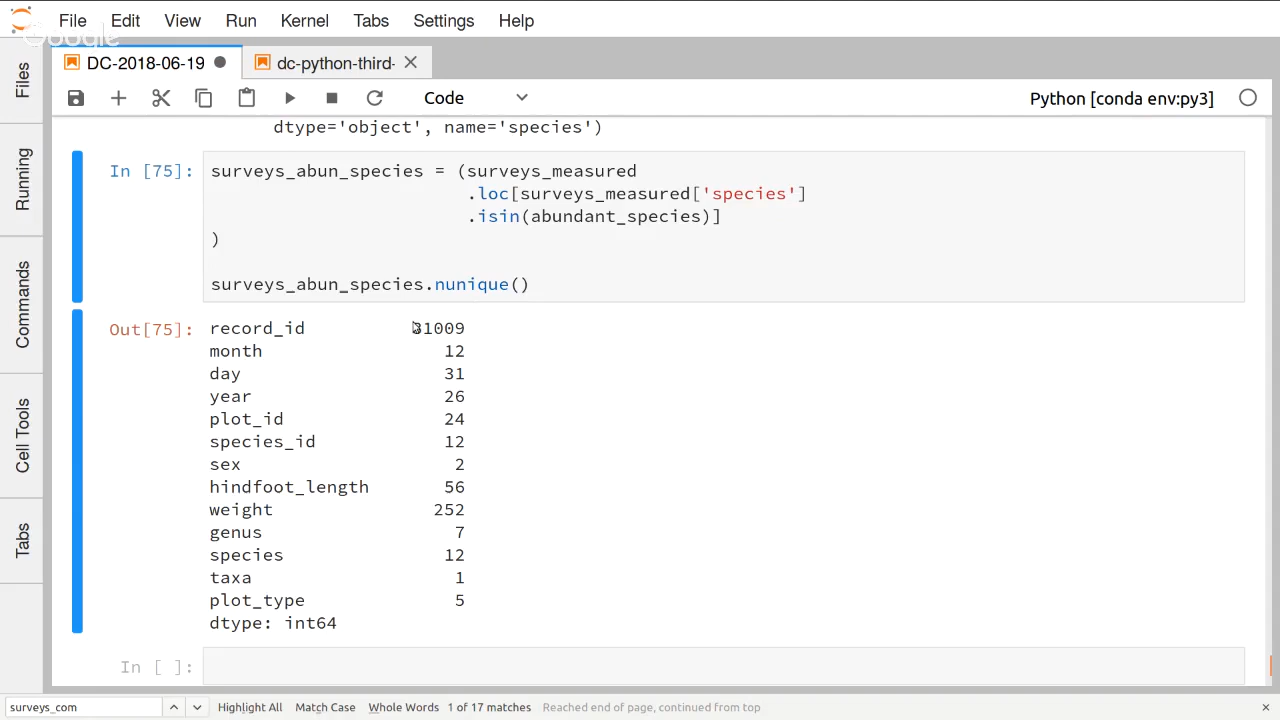 File Edit View Run Kernel Tabs Settings Help
Google
DC-2018-06-19 dc-python-third-
Code Python [conda env:py3]
Files
Running
Commands
Cell Tools
Tabs
dtype='object', name='species')
In [75]: surveys_abun_species = (surveys_measured
.loc[surveys_measured['species']
.isin(abundant_species)]
)
surveys_abun_species.nunique()
Out[75]: record_id 31009
month 12
day 31
year 26
plot_id 24
species_id 12
sex 2
hindfoot_length 56
weight 252
genus 7
species 12
taxa 1
plot_type 5
dtype: int64
In [ ]:
surveys_com Highlight All Match Case Whole Words 1 of 17 matches Reached end of page, continued from top